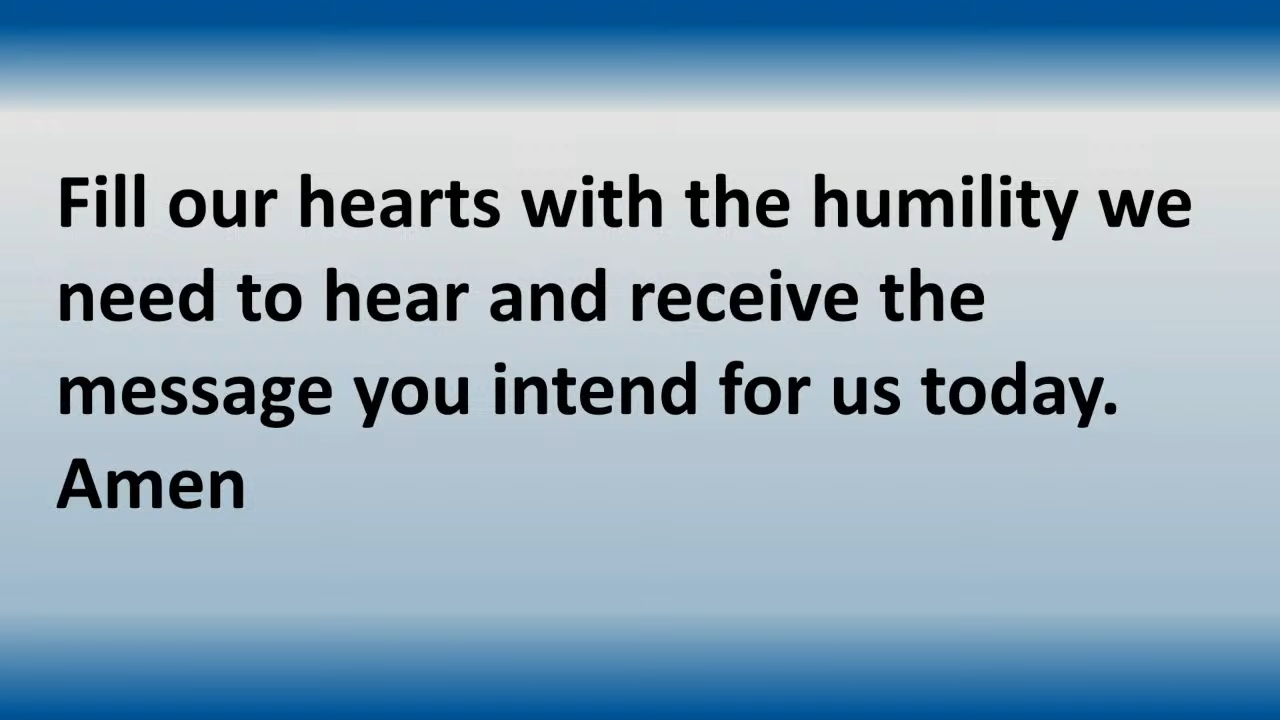 Fill our hearts with the humility we
need to hear and receive the
message you intend for us today.
Amen